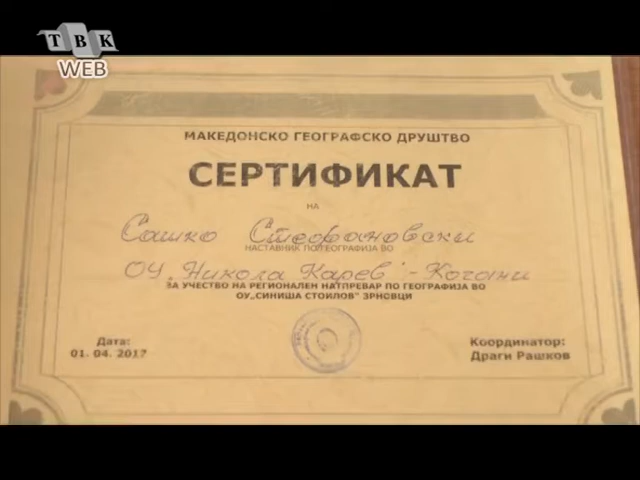 ТВК
WEB
МАКЕДОНСКО ГЕОГРАФСКО ДРУШТВО
СЕРТИФИКАТ
НА
Сашко Стефановски
НАСТАВНИК ПО ГЕОГРАФИЈА ВО
ОУ „Никола Карев" - Кочани
ЗА УЧЕСТВО НА РЕГИОНАЛЕН НАТПРЕВАР ПО ГЕОГРАФИЈА ВО
ОУ„СИНИША СТОИЛОВ" ЗРНОВЦИ
Дата:
01. 04. 2017
Координатор:
Драги Рашков